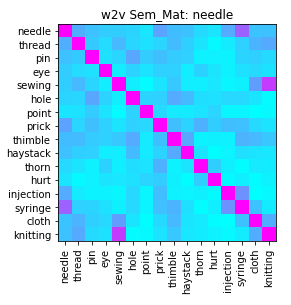 w2v Sem_Mat: needle
needle
thread
pin
eye
sewing
hole
point
prick
thimble
haystack
thorn
hurt
injection
syringe
cloth
knitting
needle
thread
pin
eye
sewing
hole
point
prick
thimble
haystack
thorn
hurt
injection
syringe
cloth
knitting